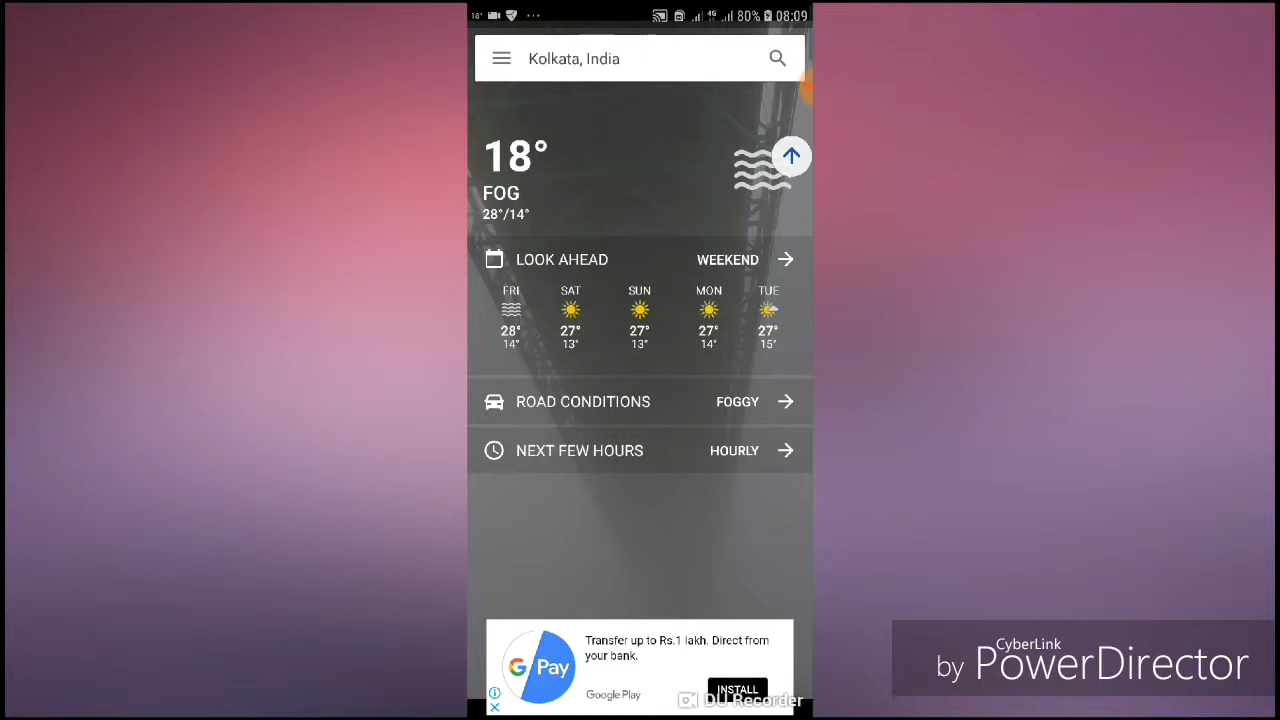 18° ... 4G 80% 08:09
Kolkata, India
18°
FOG
28°/14°
LOOK AHEAD WEEKEND
FRI SAT SUN MON TUE
28° 27° 27° 27° 27°
14° 13° 13° 14° 15°
ROAD CONDITIONS FOGGY
NEXT FEW HOURS HOURLY
Transfer up to Rs.1 lakh. Direct from
your bank.
G Pay
Google Play
INSTALL
DU Recorder
CyberLink
by PowerDirector